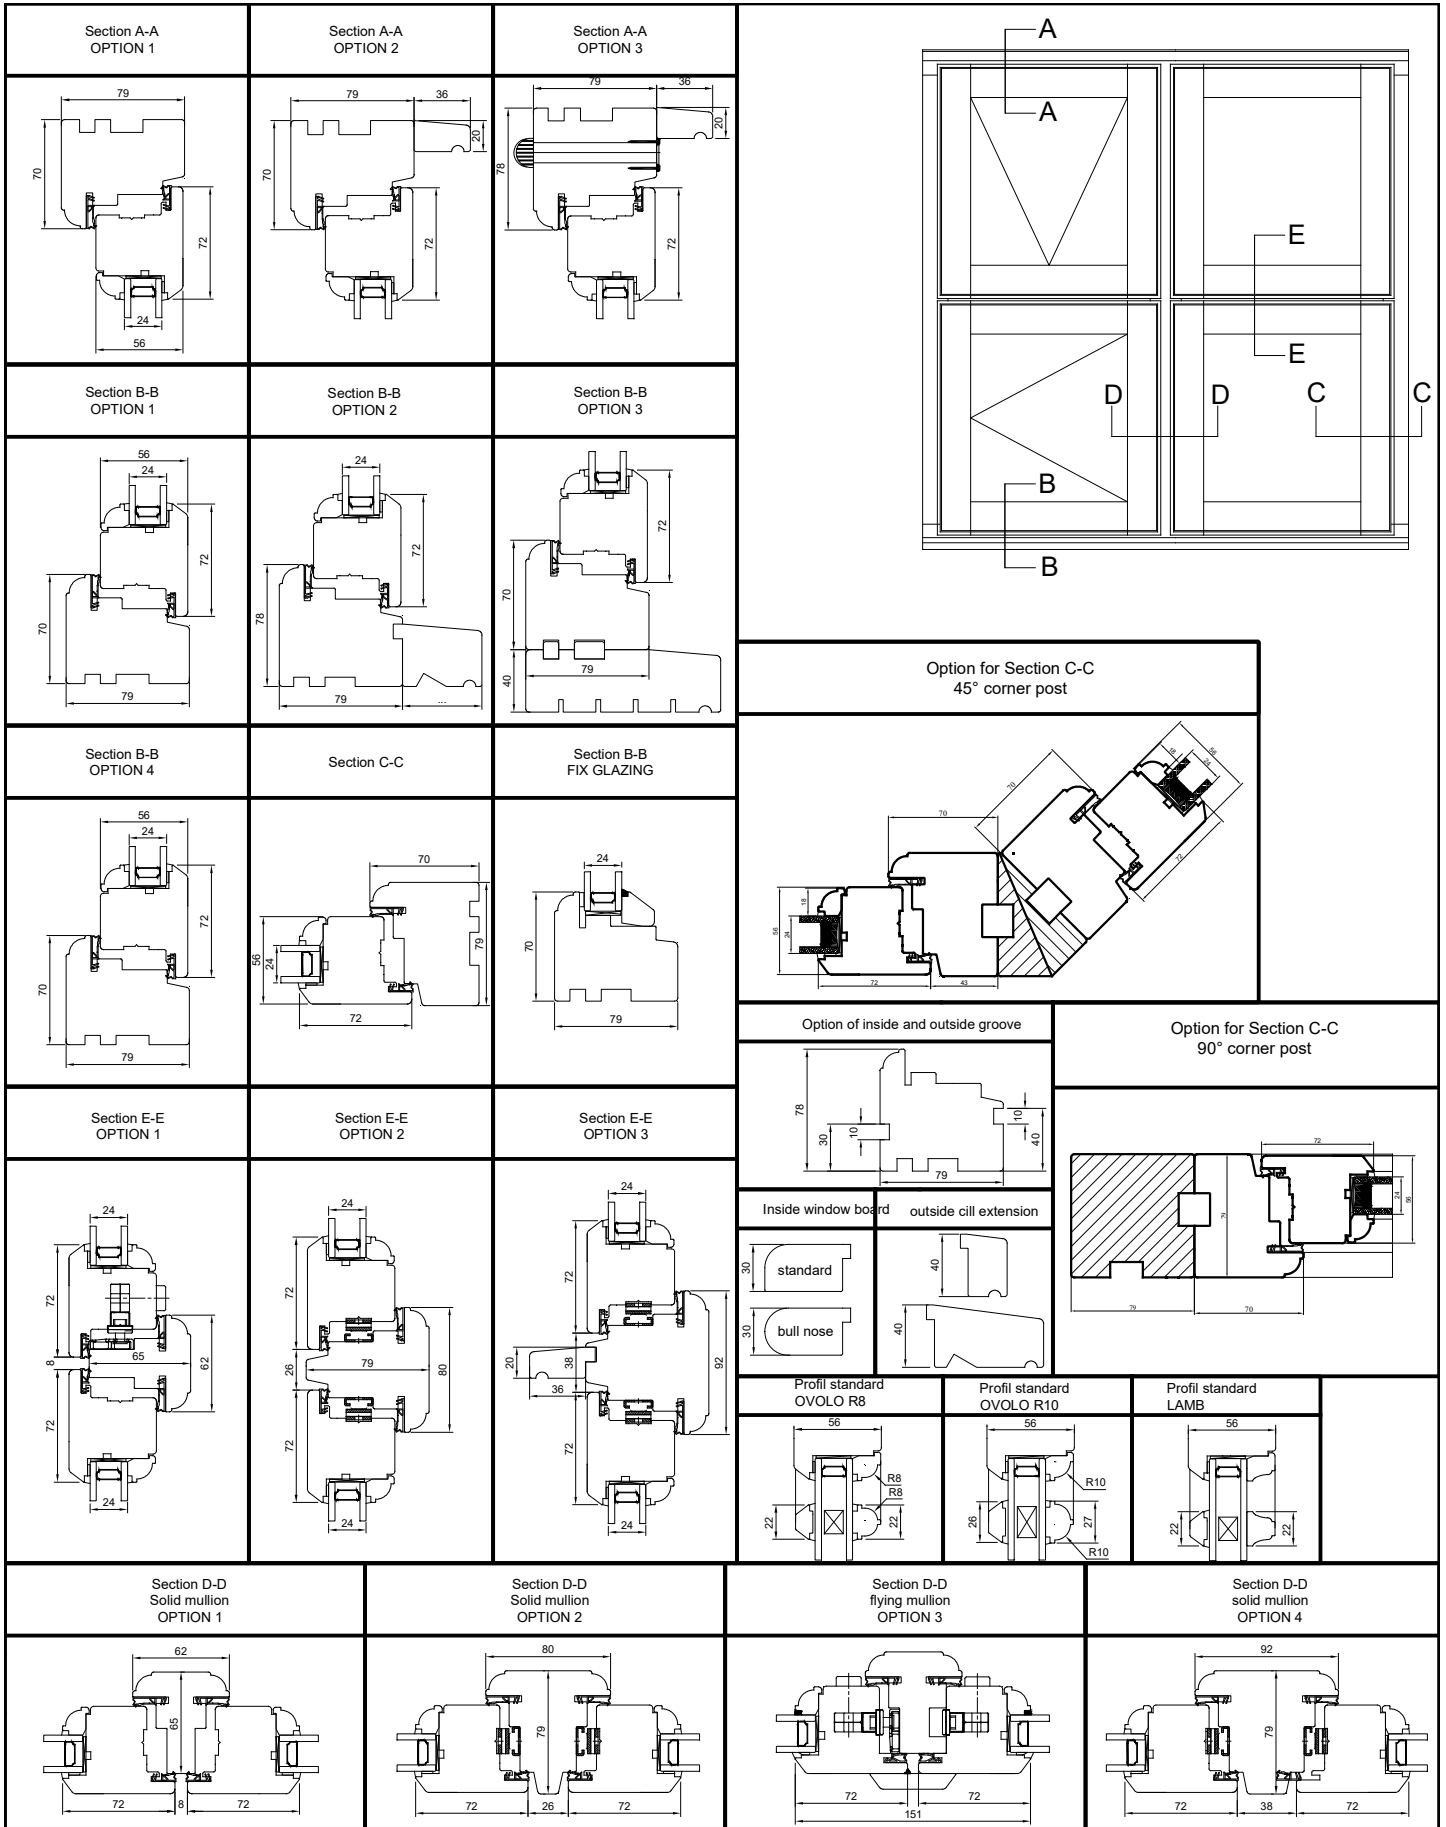 Section A-A
OPTION 1
79
70
72
24
56
Section A-A
OPTION 2
79
36
20
70
72
Section A-A
OPTION 3
79
36
20
78
72
A
A
E
E
D
D
C
C
B
B
Section B-B
OPTION 1
56
24
72
70
79
Section B-B
OPTION 2
24
72
78
79
...
Section B-B
OPTION 3
72
70
79
40
Section B-B
OPTION 4
56
24
72
70
79
Section C-C
70
56
24
79
72
Section B-B
FIX GLAZING
24
70
79
Option for Section C-C
45° corner post
56
18
24
70
72
70
18
56
24
72
43
Option of inside and outside groove
78
30
10
10
40
79
Option for Section C-C
90° corner post
72
79
24
56
79
70
Section E-E
OPTION 1
24
72
8
65
62
72
24
Section E-E
OPTION 2
24
72
26
79
80
72
24
Section E-E
OPTION 3
24
72
20
38
92
36
72
24
Inside window board
30
standard
30
bull nose
outside cill extension
40
40
Profil standard
OVOLO R8
56
R8
R8
22
22
Profil standard
OVOLO R10
56
R10
26
27
R10
Profil standard
LAMB
56
22
22
Section D-D
Solid mullion
OPTION 1
62
65
72
8
72
Section D-D
Solid mullion
OPTION 2
80
79
72
26
72
Section D-D
flying mullion
OPTION 3
72
72
151
Section D-D
solid mullion
OPTION 4
92
79
72
38
72